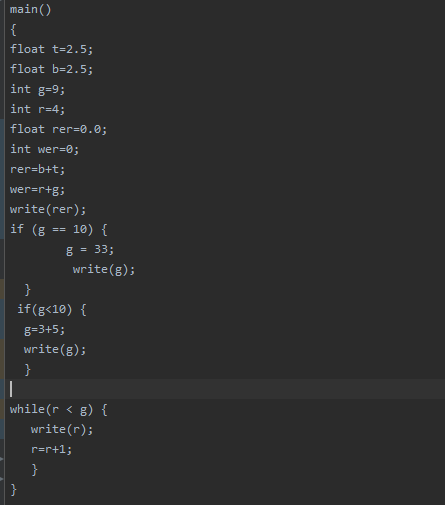 main()
{
float t=2.5;
float b=2.5;
int g=9;
int r=4;
float rer=0.0;
int wer=0;
rer=b+t;
wer=r+g;
write(rer);
if (g == 10) {
g = 33;
write(g);
}
if(g<10) {
g=3+5;
write(g);
}
while(r < g) {
write(r);
r=r+1;
}
}